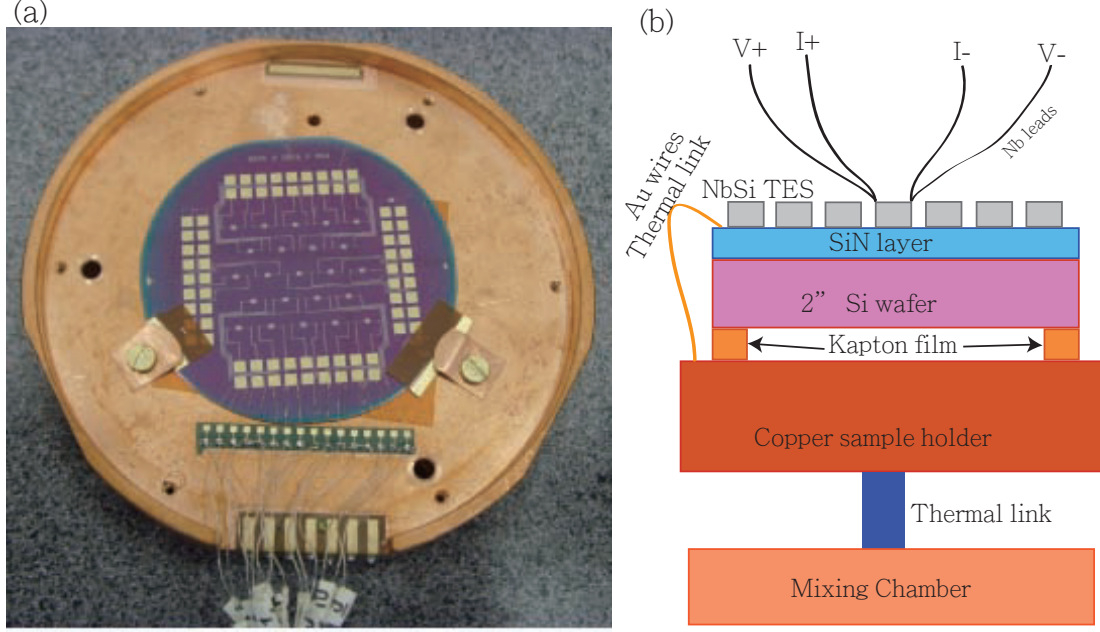 (a)
(b)
V+
I+
I-
V-
Nb leads
Au wires
Thermal link
NbSi TES
SiN layer
2” Si wafer
Kapton film
Copper sample holder
Thermal link
Mixing Chamber